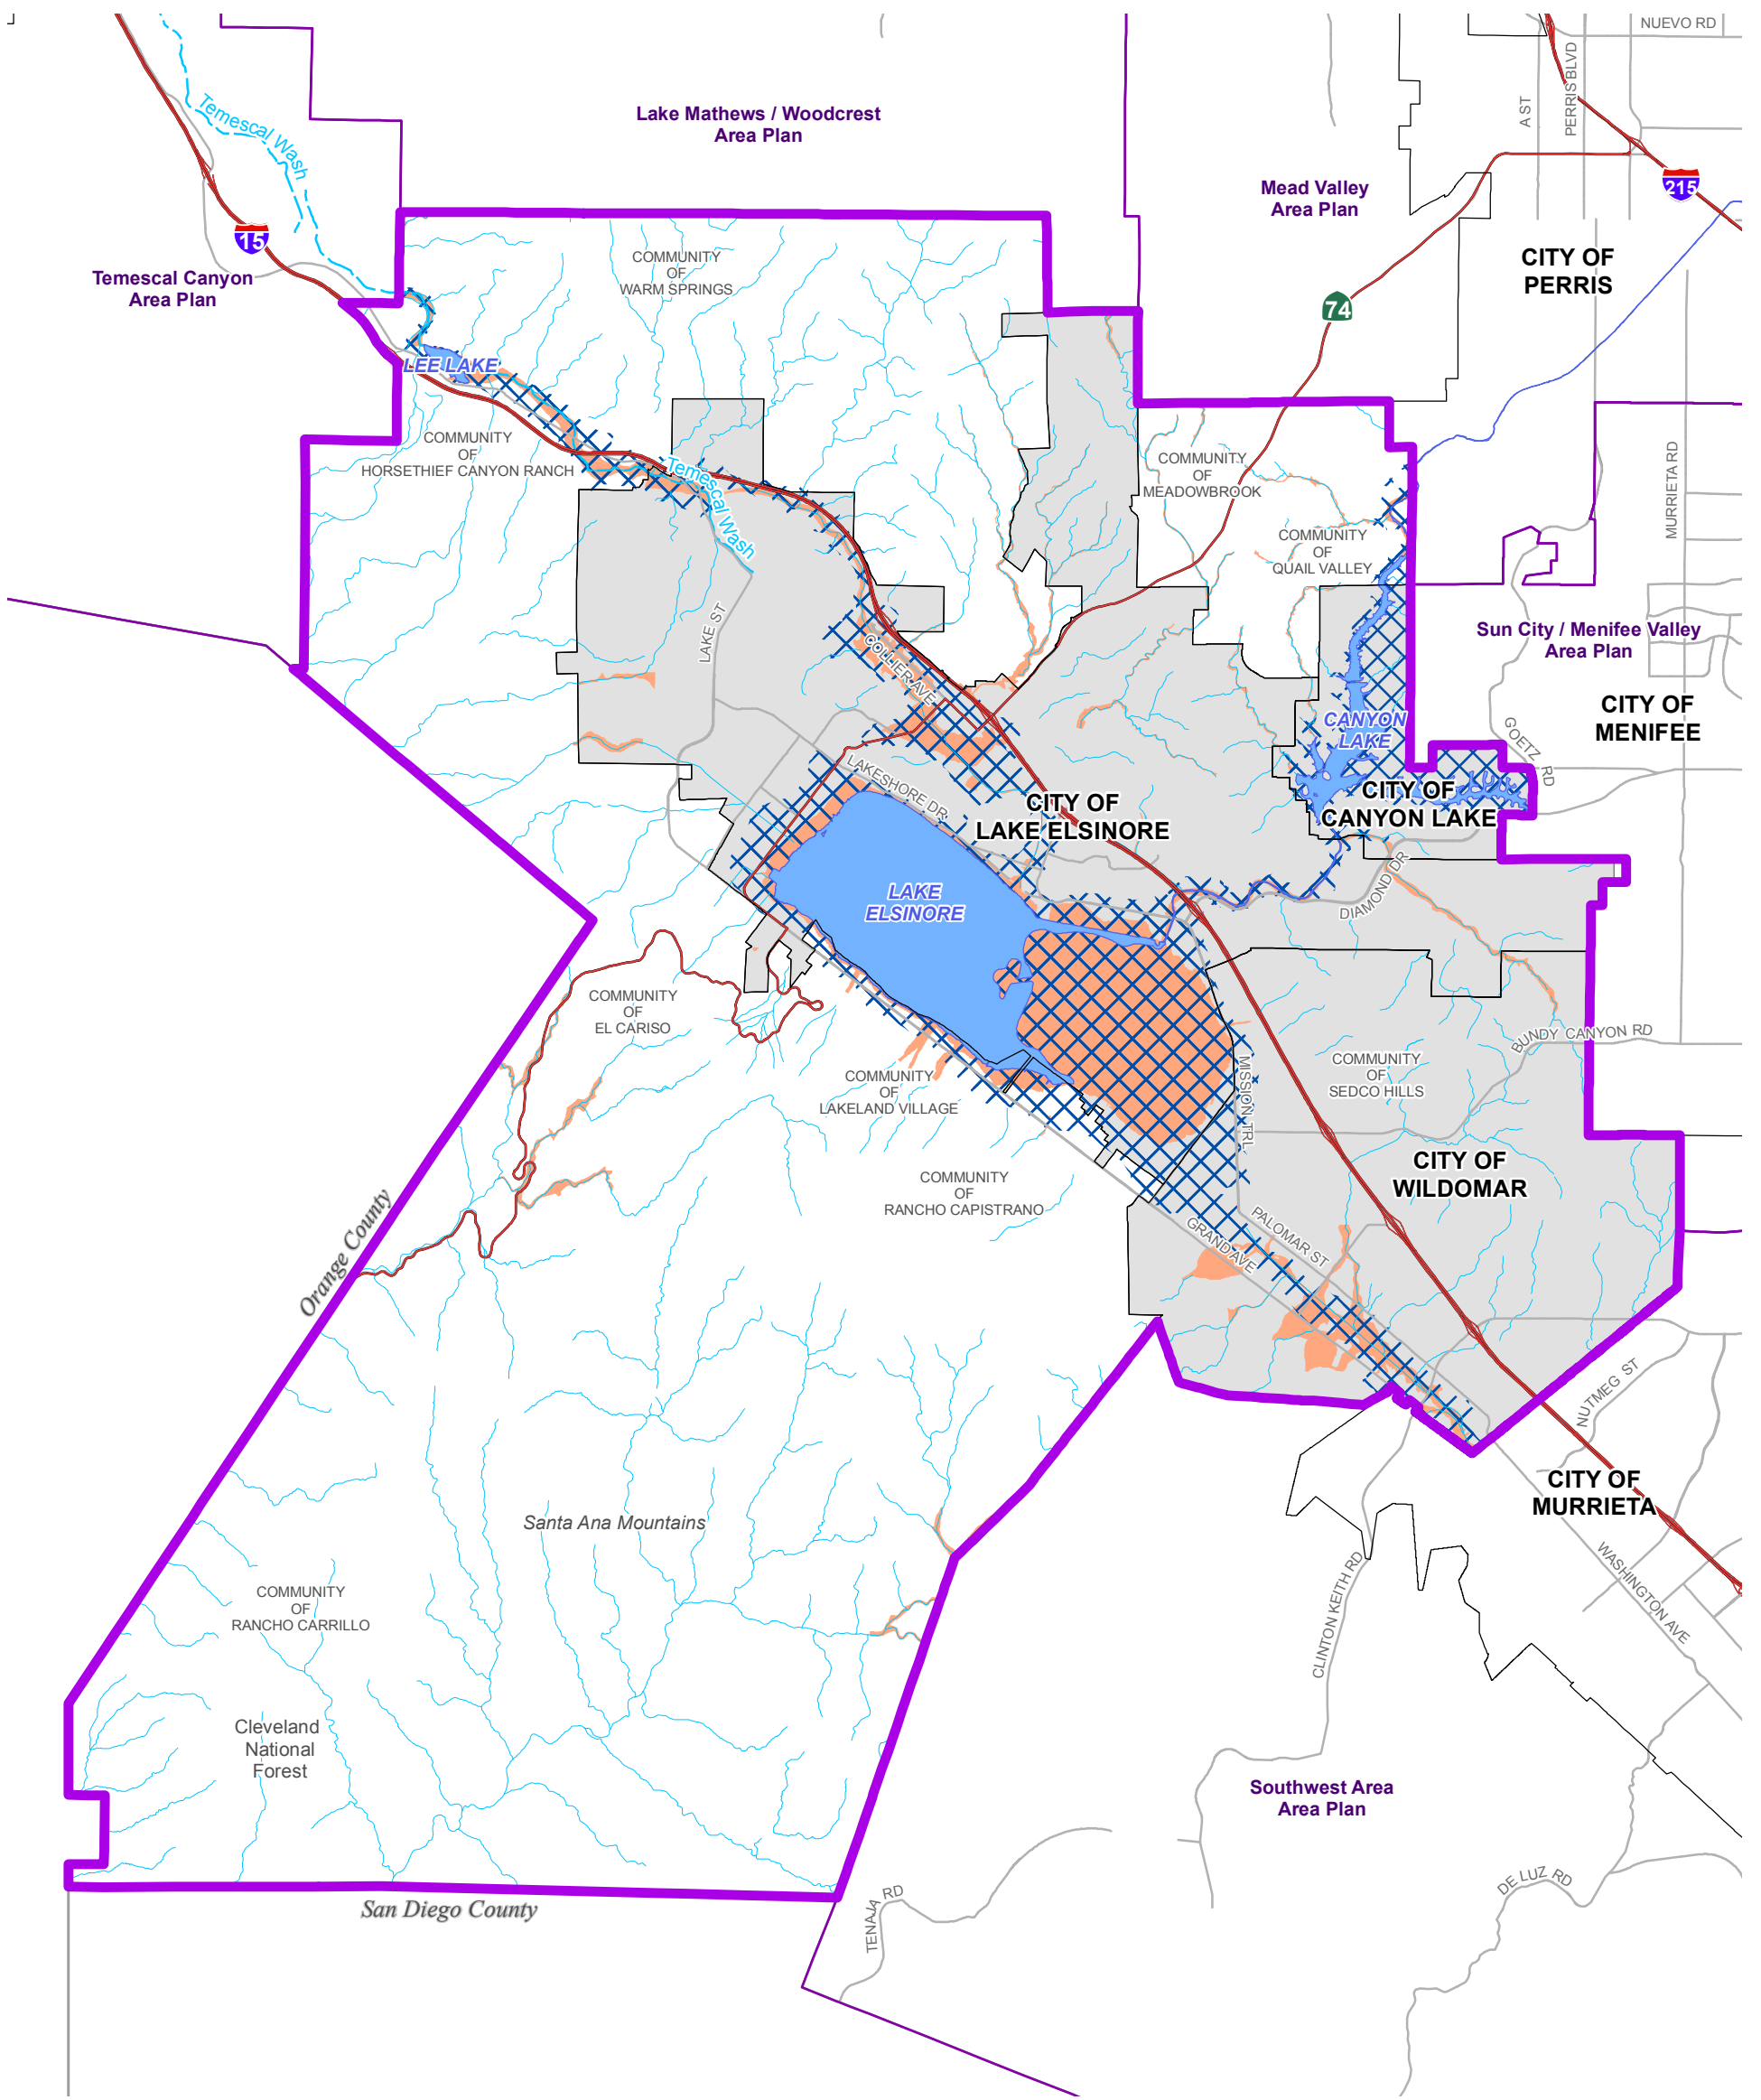 NUEVO RD
A ST
PERRIS BLVD
Temescal Wash
Lake Mathews / Woodcrest
Area Plan
Mead Valley
Area Plan
215
15
CITY OF
PERRIS
Temescal Canyon
Area Plan
COMMUNITY
OF
WARM SPRINGS
74
LEE LAKE
COMMUNITY
OF
HORSETHIEF CANYON RANCH
Temescal Wash
COMMUNITY
OF
MEADOWBROOK
MURRIETA RD
COMMUNITY
OF
QUAIL VALLEY
LAKE ST
COLLIER AVE
Sun City / Menifee Valley
Area Plan
CITY OF
MENIFEE
CANYON
LAKE
GOETZ RD
LAKESHORE DR
CITY OF
LAKE ELSINORE
CITY OF
CANYON LAKE
LAKE
ELSINORE
DIAMOND DR
COMMUNITY
OF
EL CARISO
BUNDY CANYON RD
COMMUNITY
OF
SEDCO HILLS
COMMUNITY
OF
LAKELAND VILLAGE
MISSION TRL
CITY OF
WILDOMAR
COMMUNITY
OF
RANCHO CAPISTRANO
Orange County
PALOMAR ST
GRAND AVE
NUTMEG ST
CITY OF
MURRIETA
Santa Ana Mountains
WASHINGTON AVE
CLINTON KEITH RD
COMMUNITY
OF
RANCHO CARRILLO
Cleveland
National
Forest
Southwest Area
Area Plan
DE LUZ RD
TENAJA RD
San Diego County